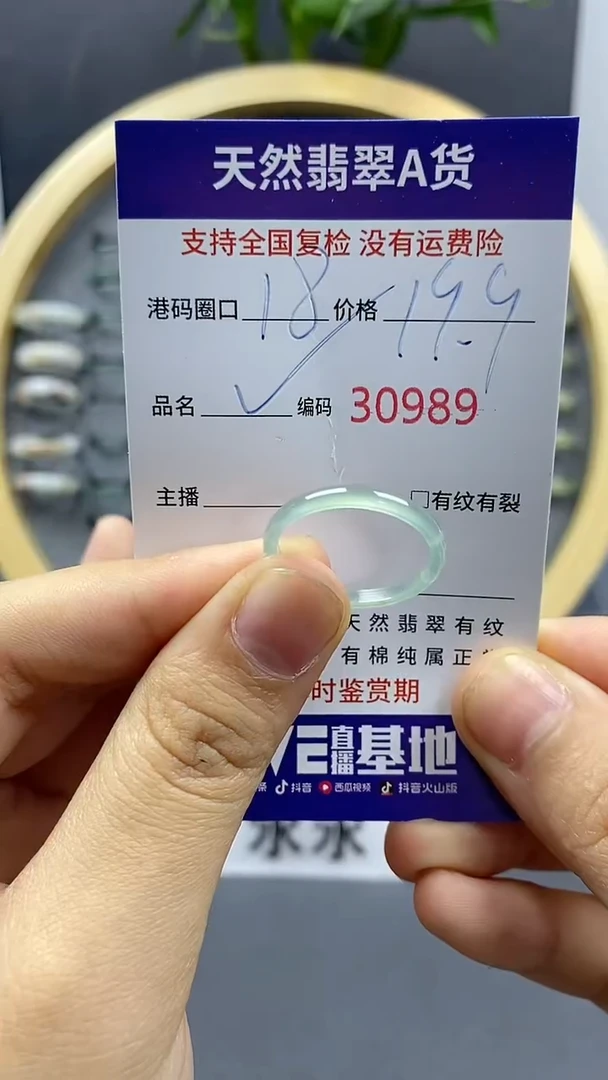 天然翡翠A货
支持全国复检 没有运费险
港码圈口 18 价格 19.9
品名 ✓ 编码 30989
主播 □有纹有裂
天然翡翠有纹
有棉纯属正
时鉴赏期
VE直播基地
条 抖音 西瓜视频 抖音火山版